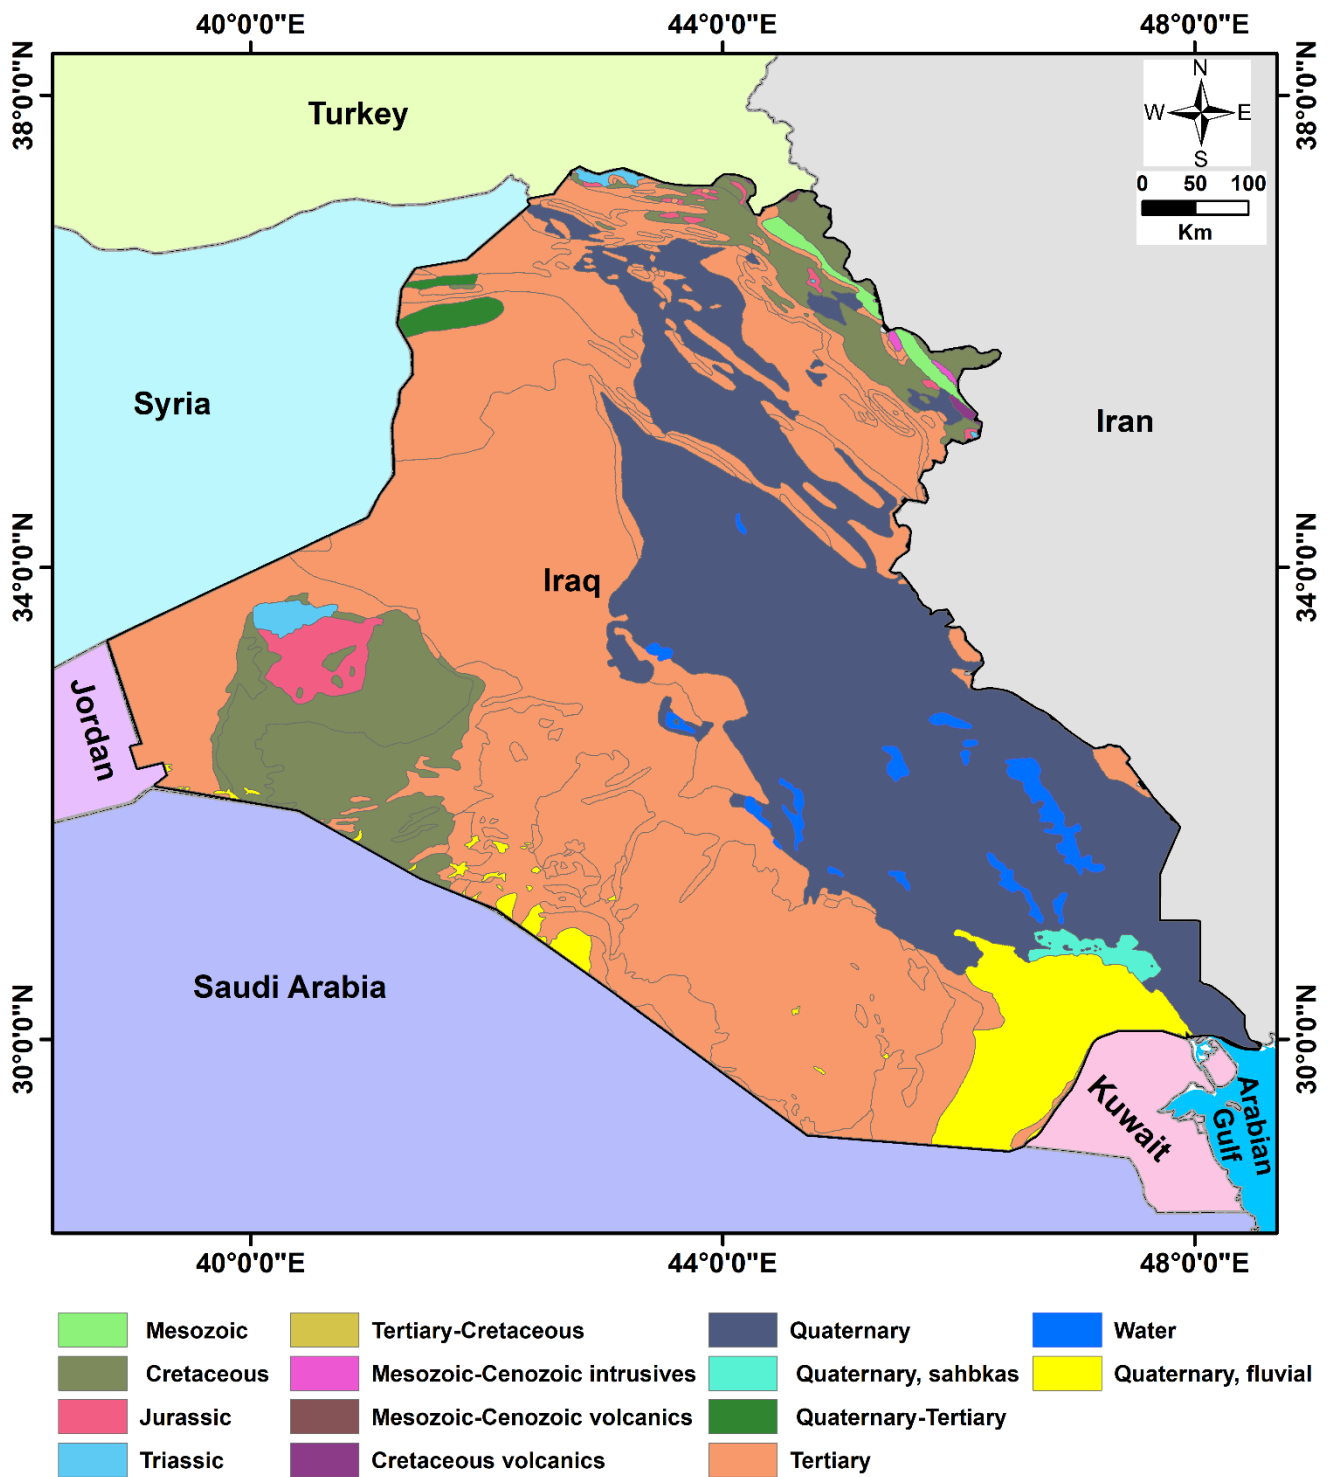 40°0'0"E 44°0'0"E 48°0'0"E
38°0'0"N
38°0'0"N
34°0'0"N
34°0'0"N
30°0'0"N
30°0'0"N
N
W E
S
0 50 100
Km
Turkey
Syria
Iran
Iraq
Jordan
Saudi Arabia
Kuwait
Arabian
Gulf
40°0'0"E 44°0'0"E 48°0'0"E
Mesozoic Tertiary-Cretaceous Quaternary Water
Cretaceous Mesozoic-Cenozoic intrusives Quaternary, sahbkas Quaternary, fluvial
Jurassic Mesozoic-Cenozoic volcanics Quaternary-Tertiary
Triassic Cretaceous volcanics Tertiary